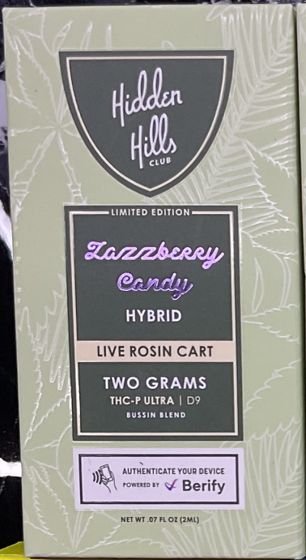 Hidden
Hills
CLUB
LIMITED EDITION
Zazzberry
Candy
HYBRID
LIVE ROSIN CART
TWO GRAMS
THC-P ULTRA | D9
BUSSIN BLEND
AUTHENTICATE YOUR DEVICE
POWERED BY Berify
NET WT .07 FL OZ (2ML)